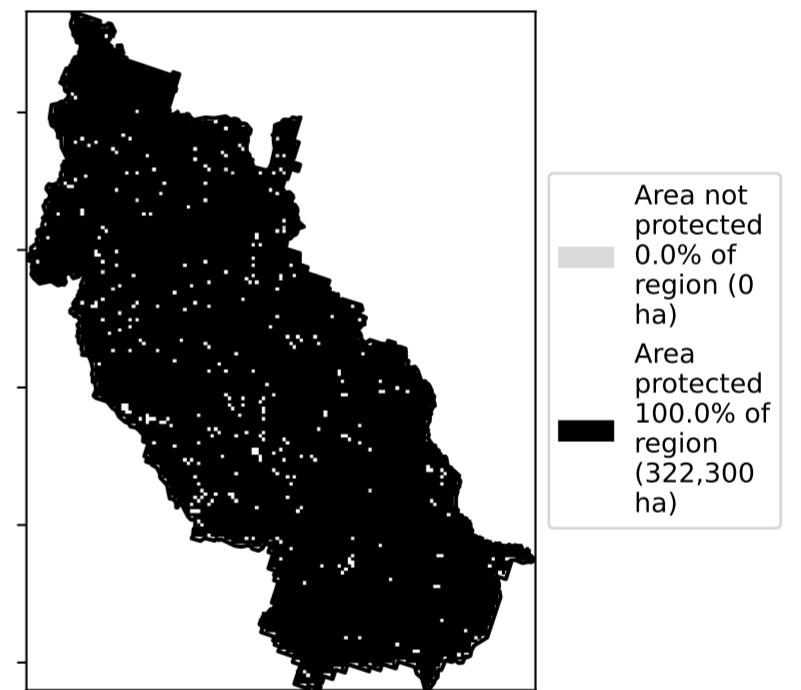 Area not
protected
0.0% of
region (0
ha)
Area
protected
100.0% of
region
(322,300
ha)